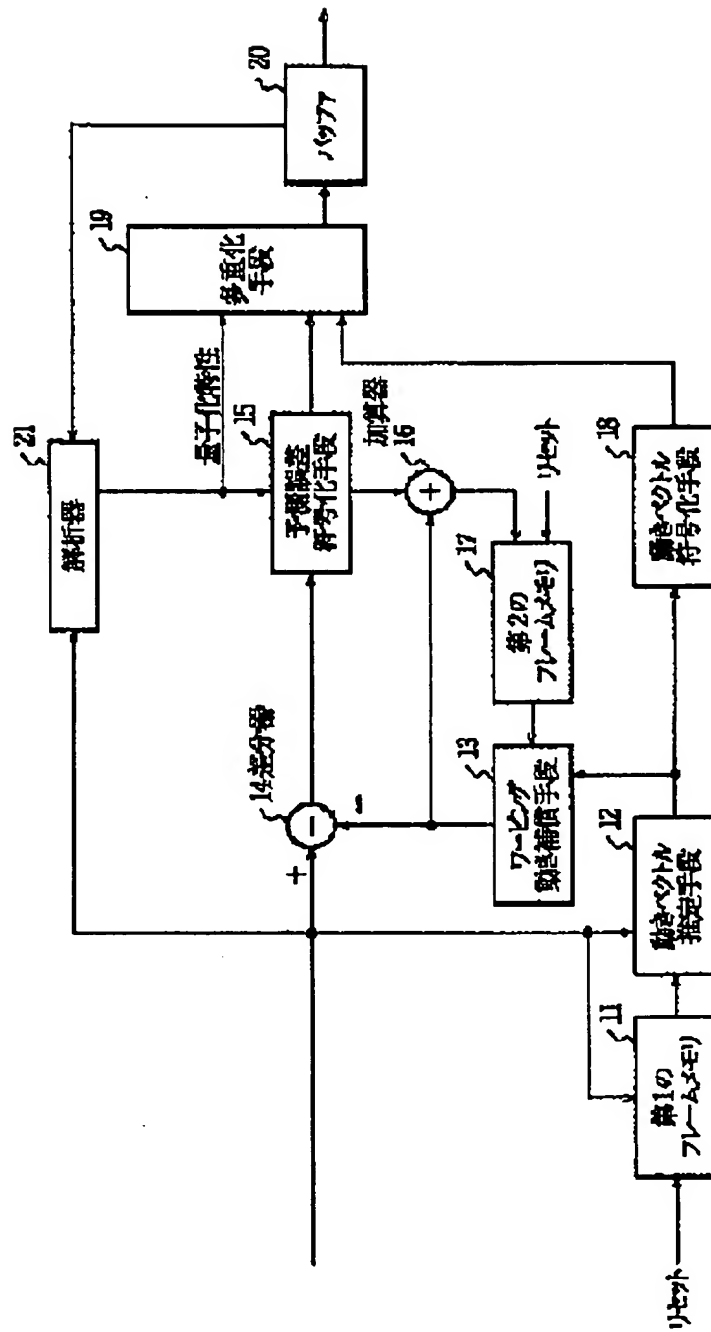 20
バッファ
19
多重化
手段
21
解析器
量子化特性
15
予測誤差
符号化手段
加算器
16
+
リセット
18
動きベクトル
符号化手段
17
第2の
フレームメモリ
14差分器
-
+
-
13
ワーピング
動き補償手段
12
動きベクトル
推定手段
11
第1の
フレームメモリ
リセット